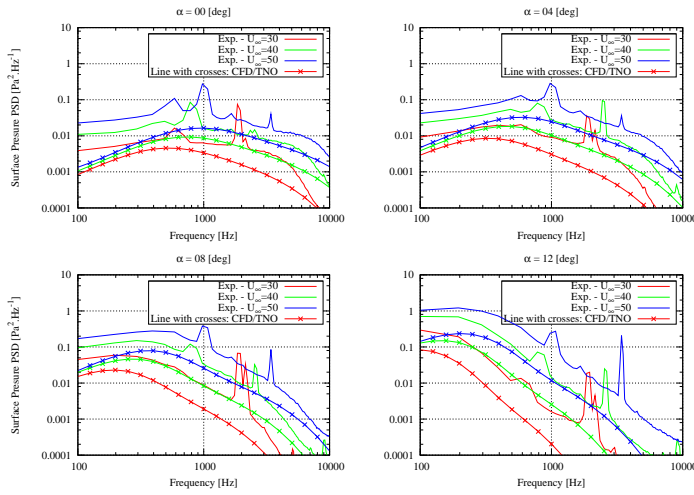 α = 00 [deg]
Surface Pressure PSD [Pa².Hz⁻¹]
10
1
0.1
0.01
0.001
0.0001
Exp. - U∞=30
Exp. - U∞=40
Exp. - U∞=50
Line with crosses: CFD/TNO
100
1000
10000
Frequency [Hz]
α = 04 [deg]
10
1
0.1
0.01
0.001
0.0001
Exp. - U∞=30
Exp. - U∞=40
Exp. - U∞=50
Line with crosses: CFD/TNO
100
1000
10000
Frequency [Hz]
α = 08 [deg]
Surface Pressure PSD [Pa².Hz⁻¹]
10
1
0.1
0.01
0.001
0.0001
Exp. - U∞=30
Exp. - U∞=40
Exp. - U∞=50
Line with crosses: CFD/TNO
100
1000
10000
Frequency [Hz]
α = 12 [deg]
10
1
0.1
0.01
0.001
0.0001
Exp. - U∞=30
Exp. - U∞=40
Exp. - U∞=50
Line with crosses: CFD/TNO
100
1000
10000
Frequency [Hz]